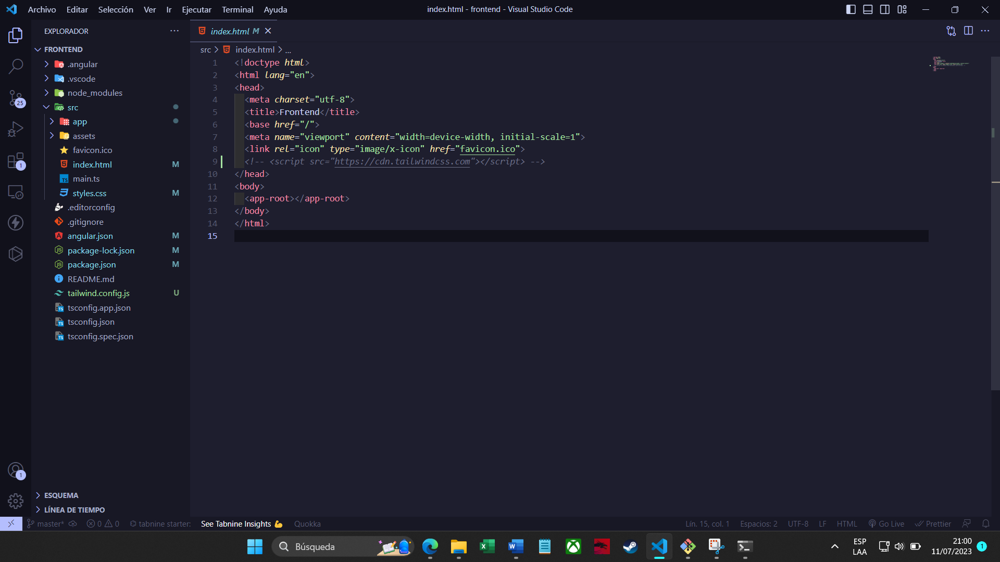 Archivo Editar Selección Ver Ir Ejecutar Terminal Ayuda
index.html - frontend - Visual Studio Code
EXPLORADOR
FRONTEND
.angular
.vscode
node_modules
src
app
assets
favicon.ico
index.html M
main.ts
styles.css M
.editorconfig
.gitignore
angular.json M
package-lock.json M
package.json M
README.md
tailwind.config.js U
tsconfig.app.json
tsconfig.json
tsconfig.spec.json
ESQUEMA
LÍNEA DE TIEMPO
25
1
1
index.html M
src > index.html > ...
1 <!doctype html>
2 <html lang="en">
3 <head>
4 <meta charset="utf-8">
5 <title>Frontend</title>
6 <base href="/">
7 <meta name="viewport" content="width=device-width, initial-scale=1">
8 <link rel="icon" type="image/x-icon" href="favicon.ico">
9 <!-- <script src="https://cdn.tailwindcss.com"></script> -->
10 </head>
11 <body>
12 <app-root></app-root>
13 </body>
14 </html>
15
master* 0 0 tabnine starter: See Tabnine Insights Quokka
Lín. 15, col. 1 Espacios: 2 UTF-8 LF HTML Go Live Prettier
Búsqueda
ESP
LAA
21:00
11/07/2023
1